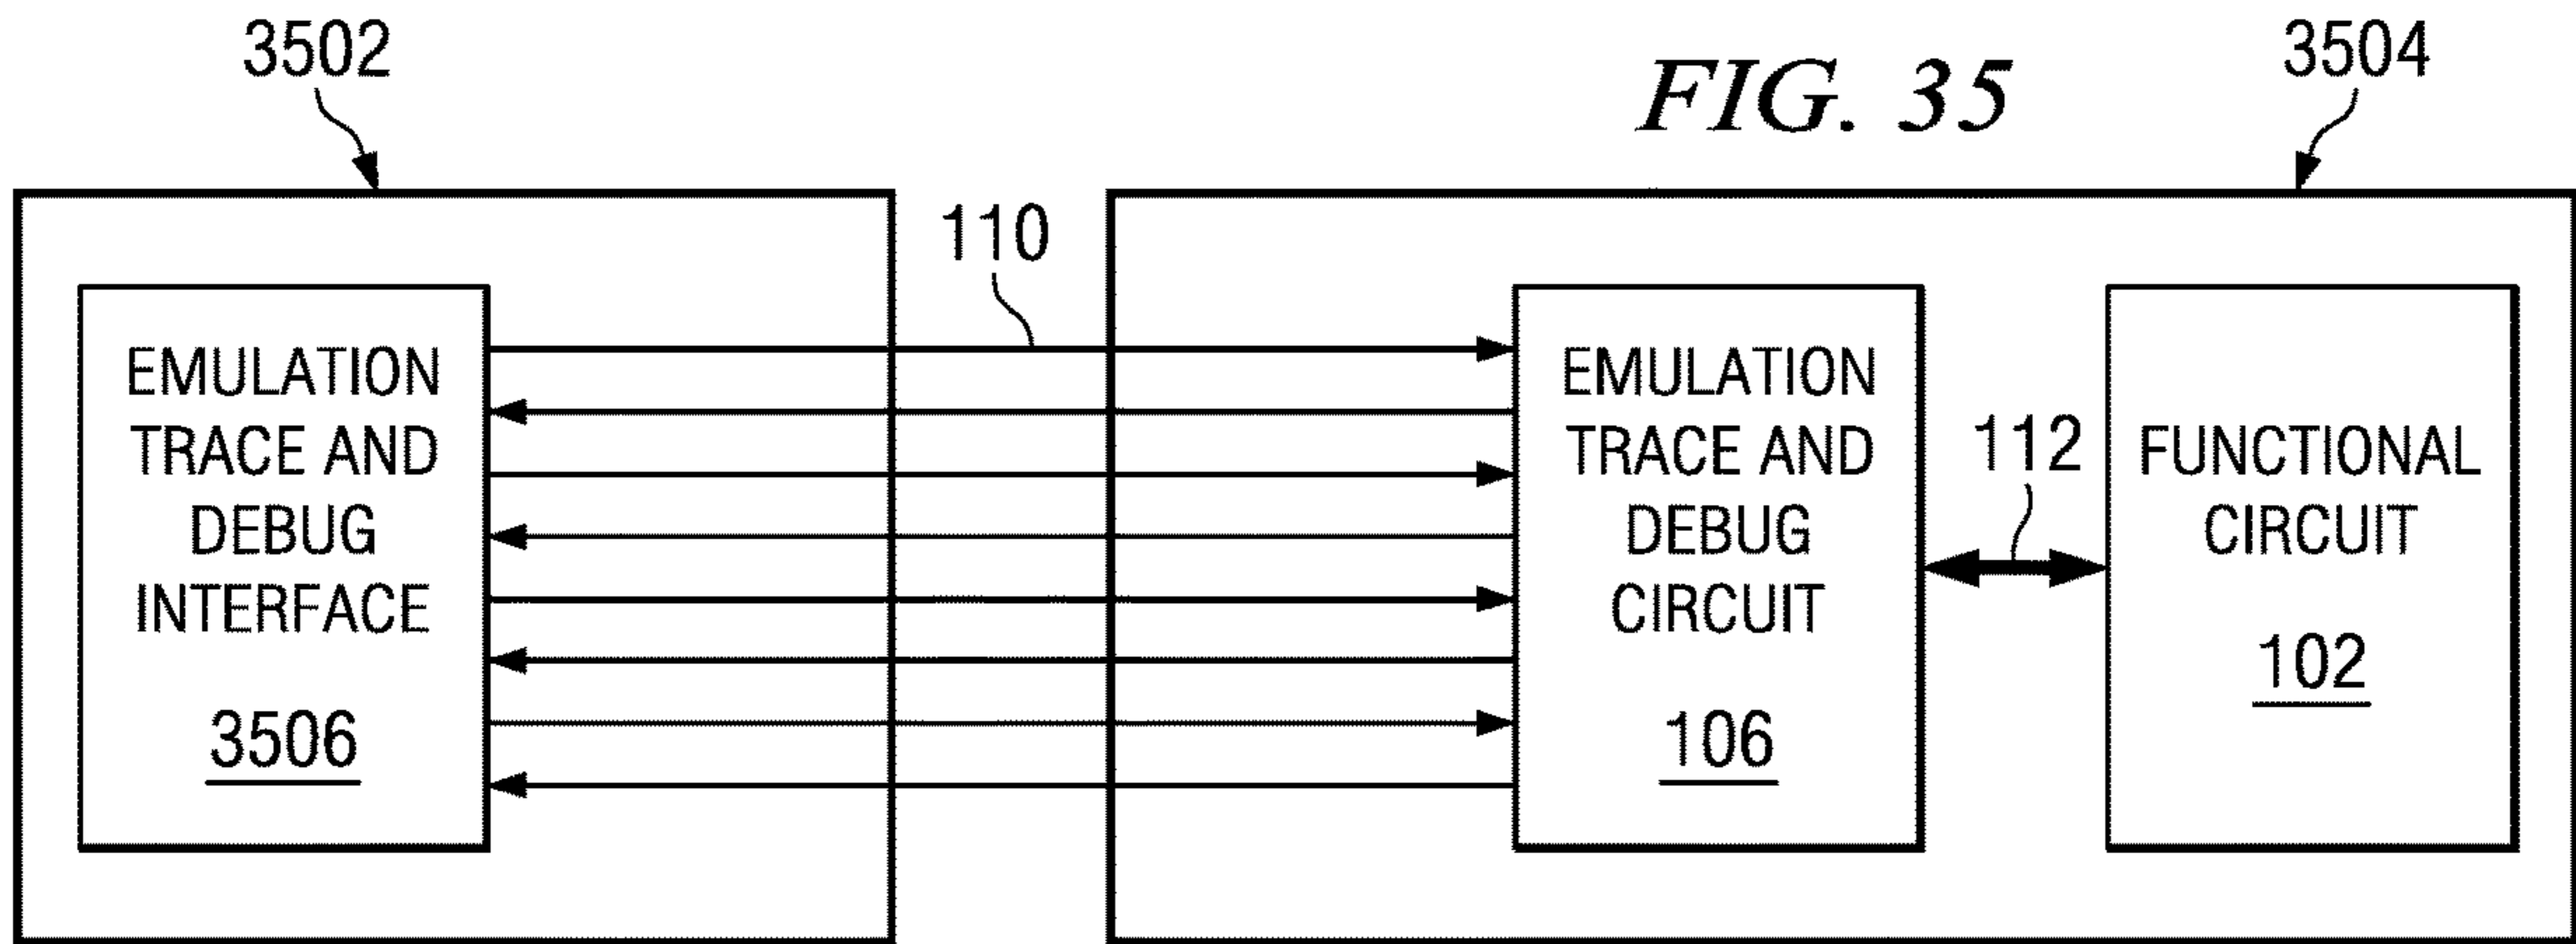 3502
FIG. 35
3504
110
EMULATION
TRACE AND
DEBUG
INTERFACE
3506
EMULATION
TRACE AND
DEBUG
CIRCUIT
106
112
FUNCTIONAL
CIRCUIT
102